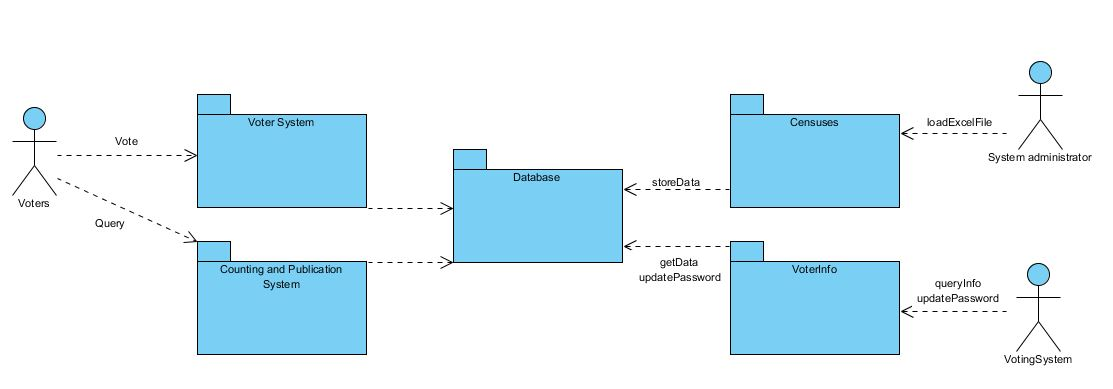 Voters
Vote
Query
Voter System
Counting and Publication
System
Database
storeData
getData
updatePassword
Censuses
VoterInfo
loadExcelFile
System administrator
queryInfo
updatePassword
VotingSystem